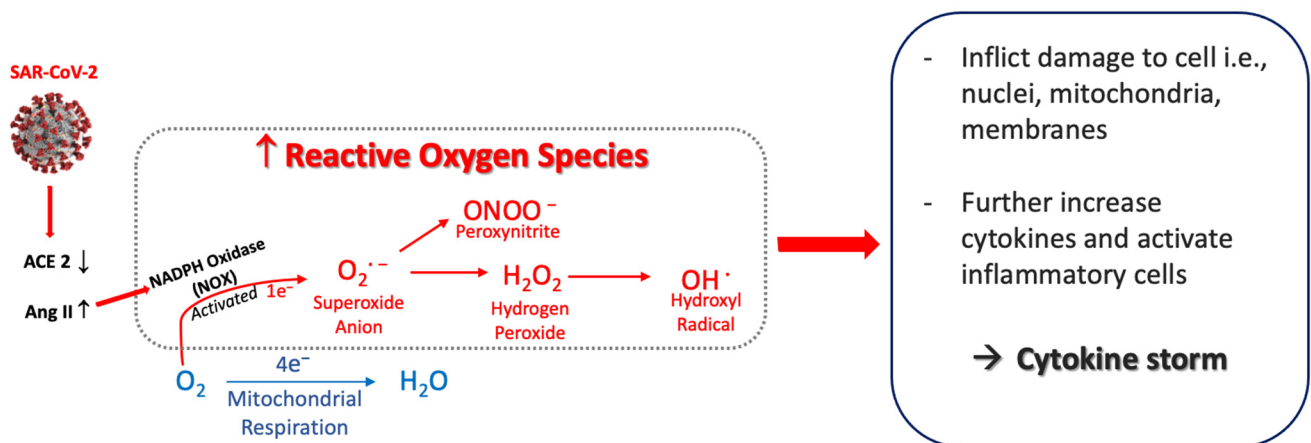 SAR-CoV-2
ACE 2 ↓
Ang II ↑
↑ Reactive Oxygen Species
NADPH Oxidase
(NOX)
Activated
1e⁻
O₂
4e⁻
Mitochondrial
Respiration
H₂O
O₂˙⁻
Superoxide
Anion
ONOO⁻
Peroxynitrite
H₂O₂
Hydrogen
Peroxide
OH˙
Hydroxyl
Radical
- Inflict damage to cell i.e.,
nuclei, mitochondria,
membranes
- Further increase
cytokines and activate
inflammatory cells
→ Cytokine storm